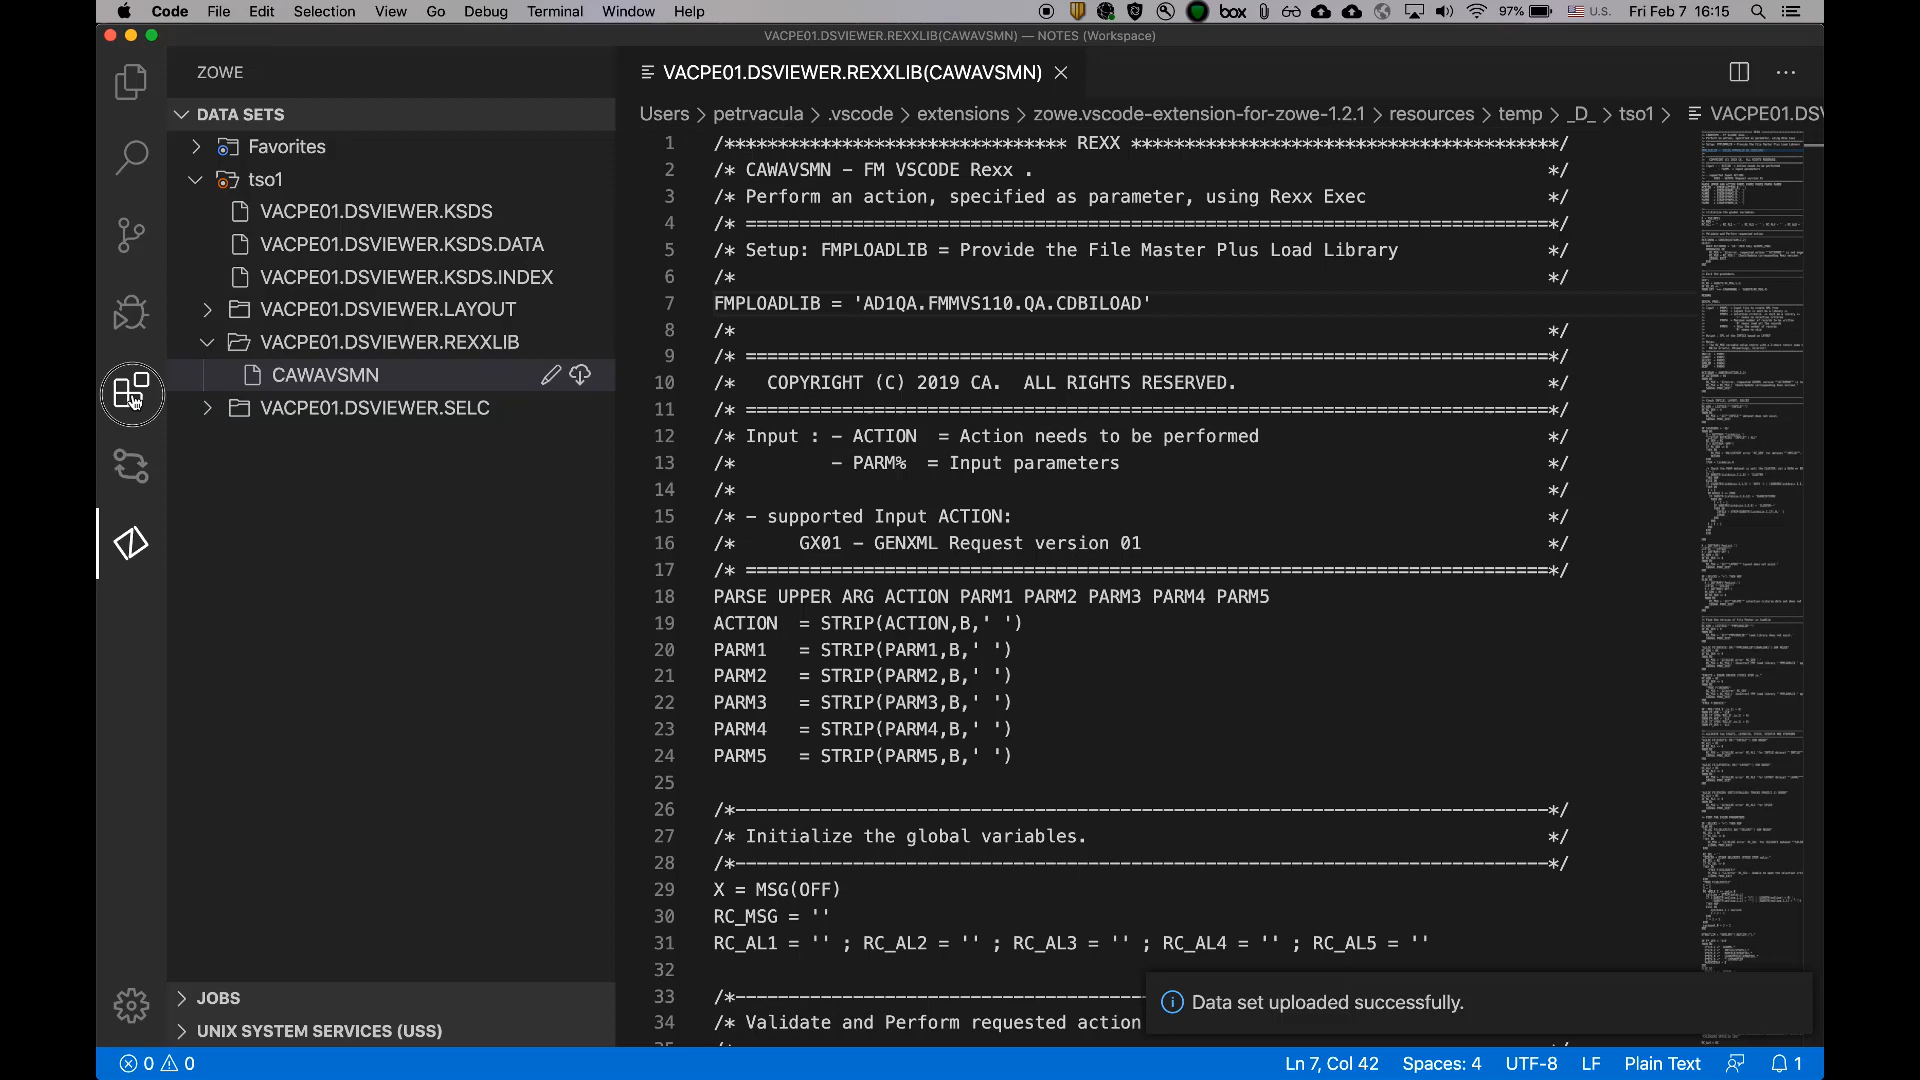 Code File Edit Selection View Go Debug Terminal Window Help box 97% U.S. Fri Feb 7 16:15
VACPE01.DSVIEWER.REXXLIB(CAWAVSMN) — NOTES (Workspace)
ZOWE
VACPE01.DSVIEWER.REXXLIB(CAWAVSMN)
DATA SETS
Favorites
tso1
VACPE01.DSVIEWER.KSDS
VACPE01.DSVIEWER.KSDS.DATA
VACPE01.DSVIEWER.KSDS.INDEX
VACPE01.DSVIEWER.LAYOUT
VACPE01.DSVIEWER.REXXLIB
CAWAVSMN
VACPE01.DSVIEWER.SELC
JOBS
UNIX SYSTEM SERVICES (USS)
Users > petrvacula > .vscode > extensions > zowe.vscode-extension-for-zowe-1.2.1 > resources > temp > _D_ > tso1 > VACPE01.DSV
1 /******************************** REXX ************************************/
2 /* CAWAVSMN - FM VSCODE Rexx . */
3 /* Perform an action, specified as parameter, using Rexx Exec */
4 /* ===========================================================================*/
5 /* Setup: FMPLOADLIB = Provide the File Master Plus Load Library */
6 /* */
7 FMPLOADLIB = 'AD1QA.FMMVS110.QA.CDBILOAD'
8 /* */
9 /* ===========================================================================*/
10 /* COPYRIGHT (C) 2019 CA. ALL RIGHTS RESERVED. */
11 /* ===========================================================================*/
12 /* Input : - ACTION = Action needs to be performed */
13 /* - PARM% = Input parameters */
14 /* */
15 /* - supported Input ACTION: */
16 /* GX01 - GENXML Request version 01 */
17 /* ===========================================================================*/
18 PARSE UPPER ARG ACTION PARM1 PARM2 PARM3 PARM4 PARM5
19 ACTION = STRIP(ACTION,B,' ')
20 PARM1 = STRIP(PARM1,B,' ')
21 PARM2 = STRIP(PARM2,B,' ')
22 PARM3 = STRIP(PARM3,B,' ')
23 PARM4 = STRIP(PARM4,B,' ')
24 PARM5 = STRIP(PARM5,B,' ')
25
26 /*----------------------------------------------------------------------------*/
27 /* Initialize the global variables. */
28 /*----------------------------------------------------------------------------*/
29 X = MSG(OFF)
30 RC_MSG = ''
31 RC_AL1 = '' ; RC_AL2 = '' ; RC_AL3 = '' ; RC_AL4 = '' ; RC_AL5 = ''
32
33 /*--------------------------------------
34 /* Validate and Perform requested action
Data set uploaded successfully.
0 0 Ln 7, Col 42 Spaces: 4 UTF-8 LF Plain Text 1